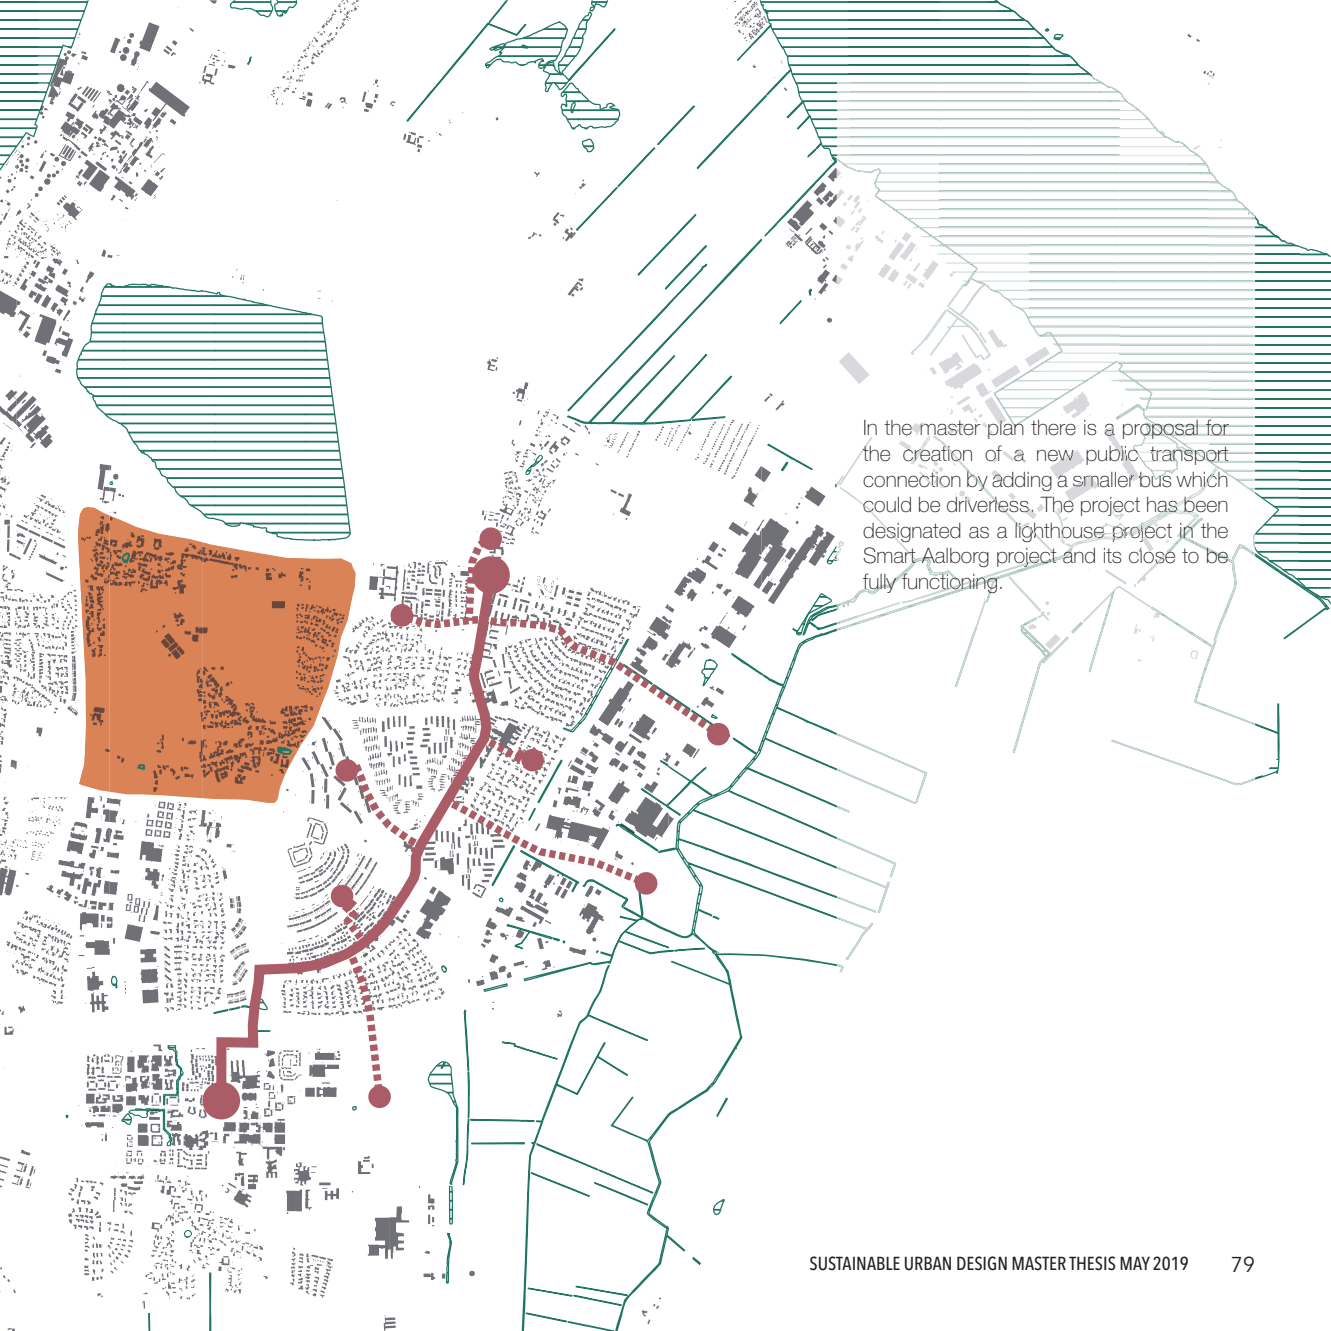 In the master plan there is a proposal for
the creation of a new public transport
connection by adding a smaller bus which
could be driverless. The project has been
designated as a lighthouse project in the
Smart Aalborg project and its close to be
fully functioning.
SUSTAINABLE URBAN DESIGN MASTER THESIS MAY 2019 79